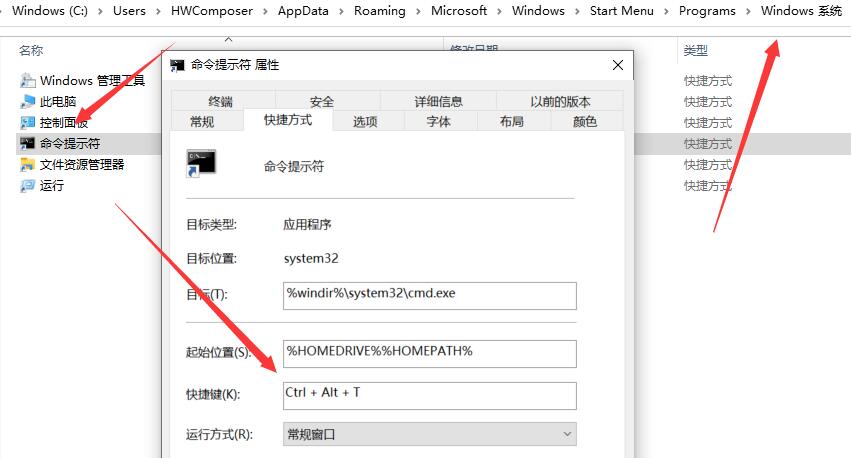 Windows (C:) › Users › HWComposer › AppData › Roaming › Microsoft › Windows › Start Menu › Programs › Windows 系统
名称
修改日期
类型
Windows 管理工具
快捷方式
此电脑
快捷方式
控制面板
快捷方式
命令提示符
快捷方式
文件资源管理器
快捷方式
运行
快捷方式
命令提示符 属性
终端 安全 详细信息 以前的版本
常规 快捷方式 选项 字体 布局 颜色
命令提示符
目标类型: 应用程序
目标位置: system32
目标(T): %windir%\system32\cmd.exe
起始位置(S): %HOMEDRIVE%%HOMEPATH%
快捷键(K): Ctrl + Alt + T
运行方式(R): 常规窗口